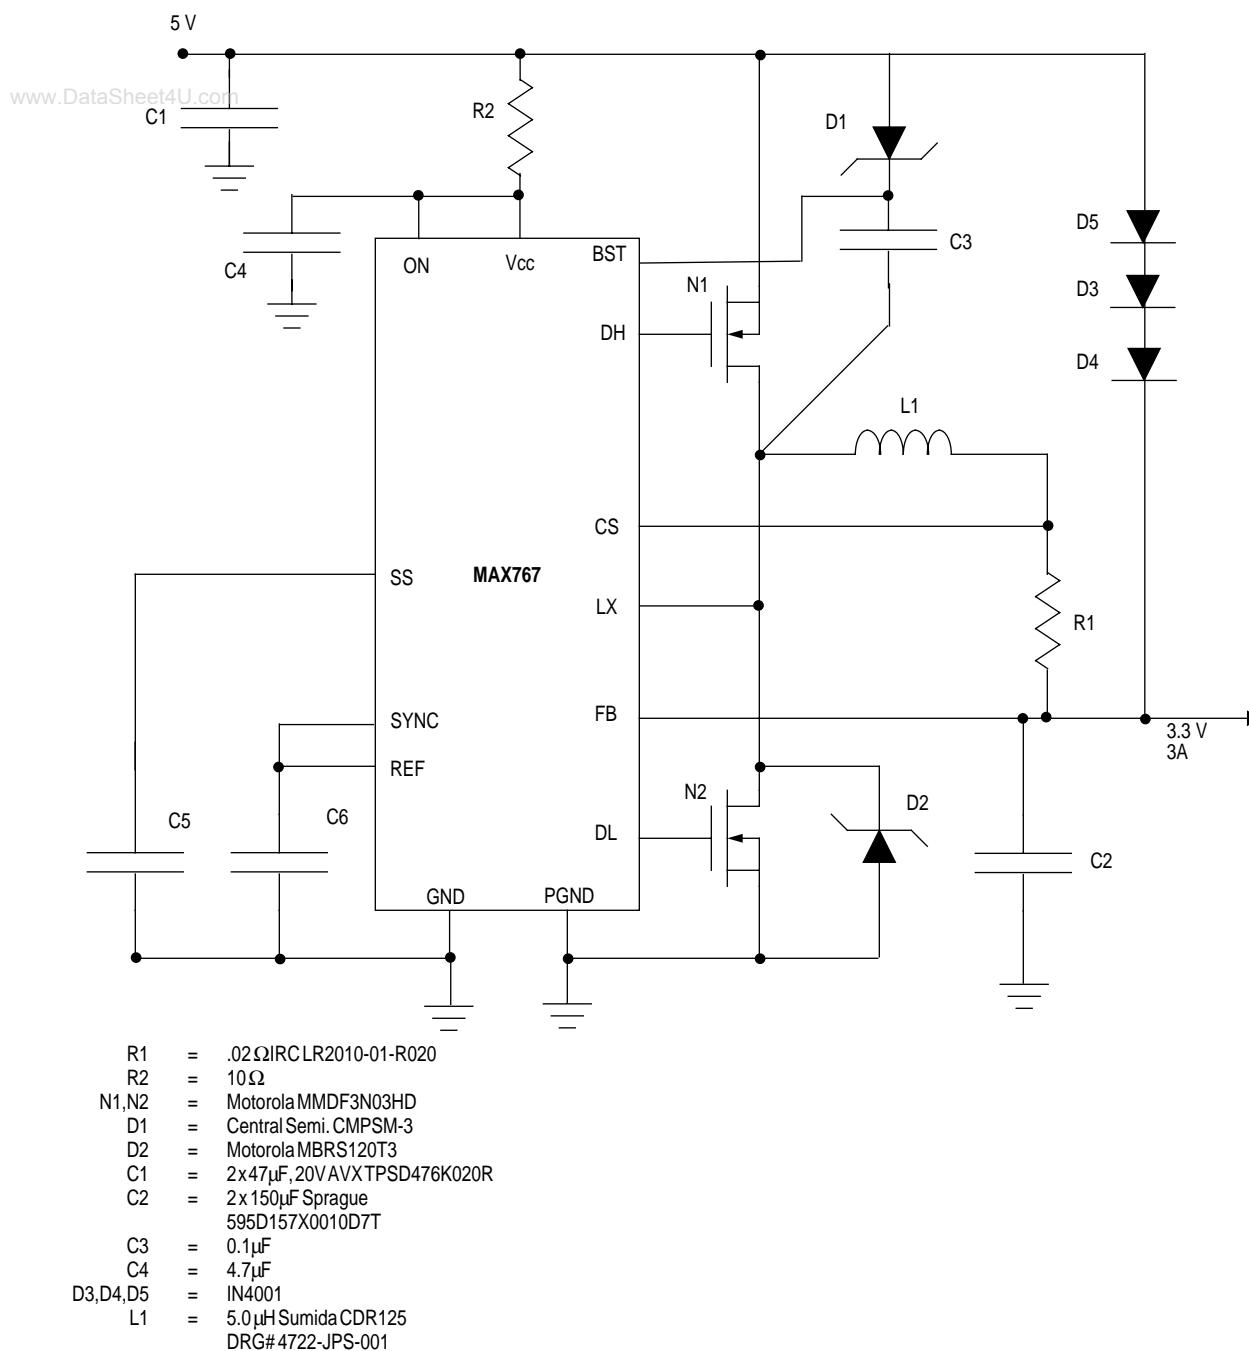 5 V
www.DataSheet4U.com
C1
R2
D1
D5
C4
ON
Vcc
BST
C3
N1
D3
DH
D4
L1
CS
SS
MAX767
LX
R1
SYNC
FB
3.3 V
3A
REF
N2
D2
C5
C6
DL
C2
GND
PGND
R1 = .02 Ω IRC LR2010-01-R020
R2 = 10 Ω
N1, N2 = Motorola MMDF3N03HD
D1 = Central Semi. CMPSM-3
D2 = Motorola MBRS120T3
C1 = 2 x 47µF, 20V AVX TPSD476K020R
C2 = 2 x 150µF Sprague
595D157X0010D7T
C3 = 0.1µF
C4 = 4.7µF
D3, D4, D5 = IN4001
L1 = 5.0 µH Sumida CDR125
DRG# 4722-JPS-001